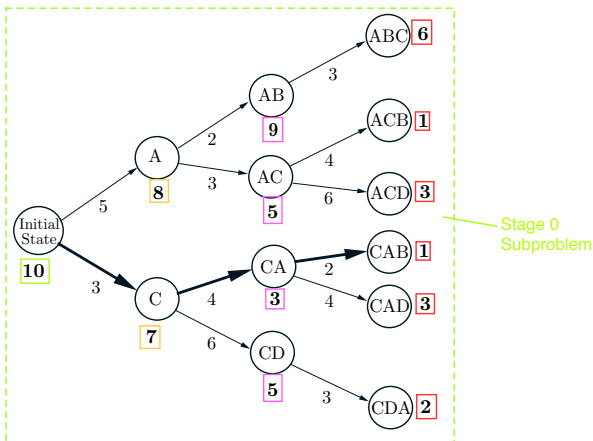 ABC 6
3
AB
9
2
ACB 1
A
8
4
3
AC
5
6
ACD 3
5
Initial
State
10
Stage 0
Subproblem
CAB 1
2
CA
3
4
CAD 3
3
4
C
7
6
CD
5
3
CDA 2